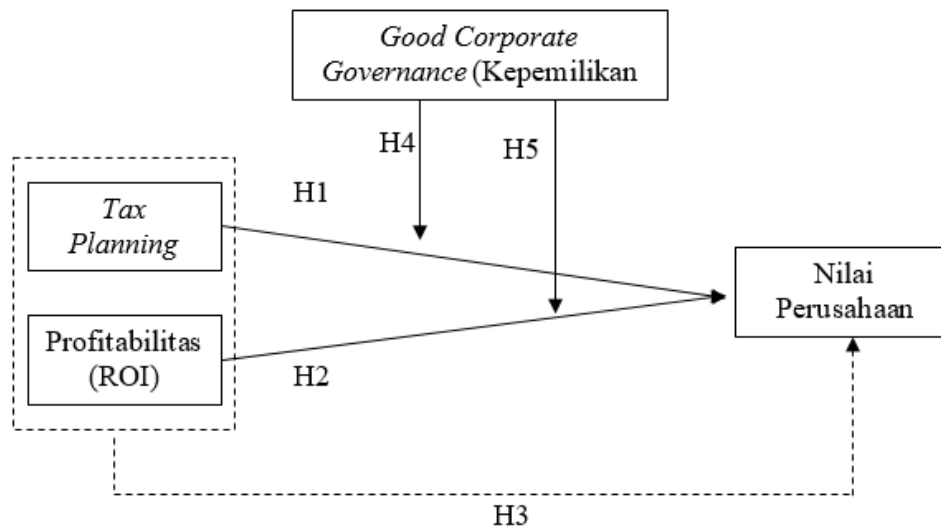 Good Corporate
Governance (Kepemilikan
H4
H5
H1
Tax
Planning
Nilai
Perusahaan
Profitabilitas
(ROI)
H2
H3